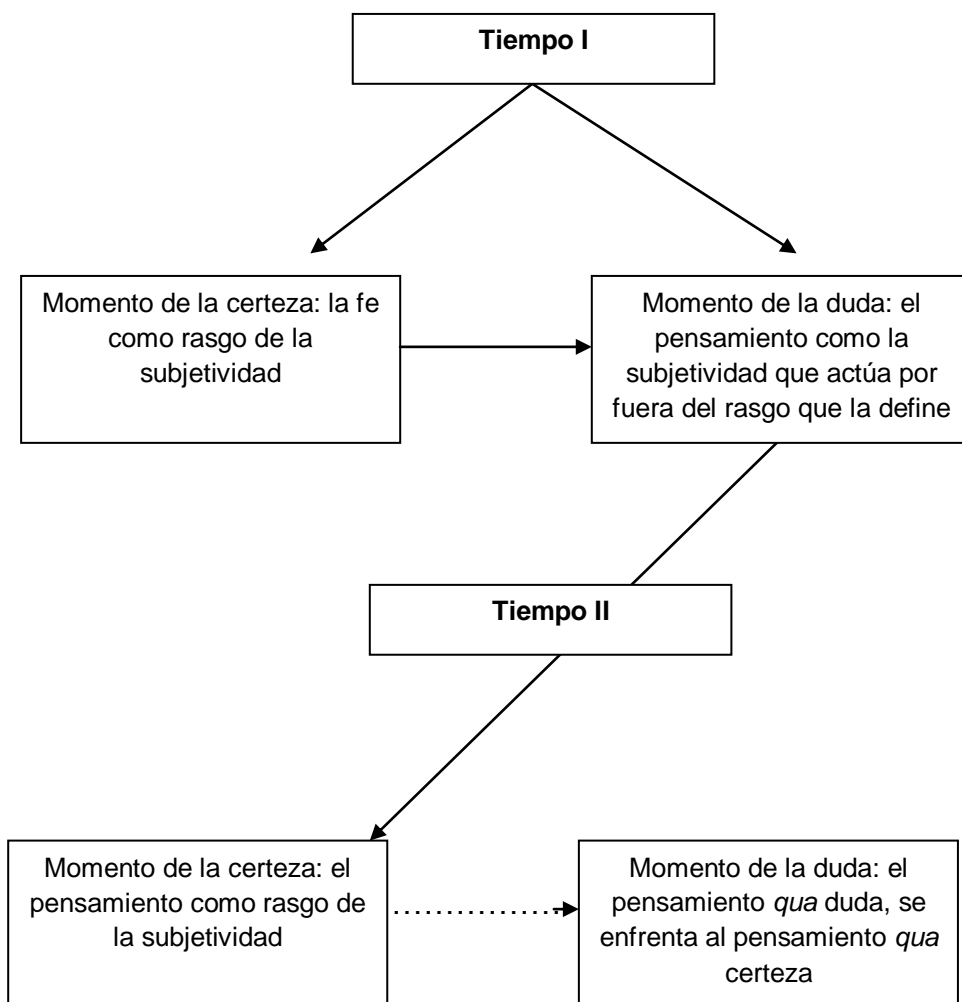 Tiempo I
Momento de la certeza: la fe
como rasgo de la
subjetividad
Momento de la duda: el
pensamiento como la
subjetividad que actúa por
fuera del rasgo que la define
Tiempo II
Momento de la certeza: el
pensamiento como rasgo de
la subjetividad
Momento de la duda: el
pensamiento qua duda, se
enfrenta al pensamiento qua
certeza